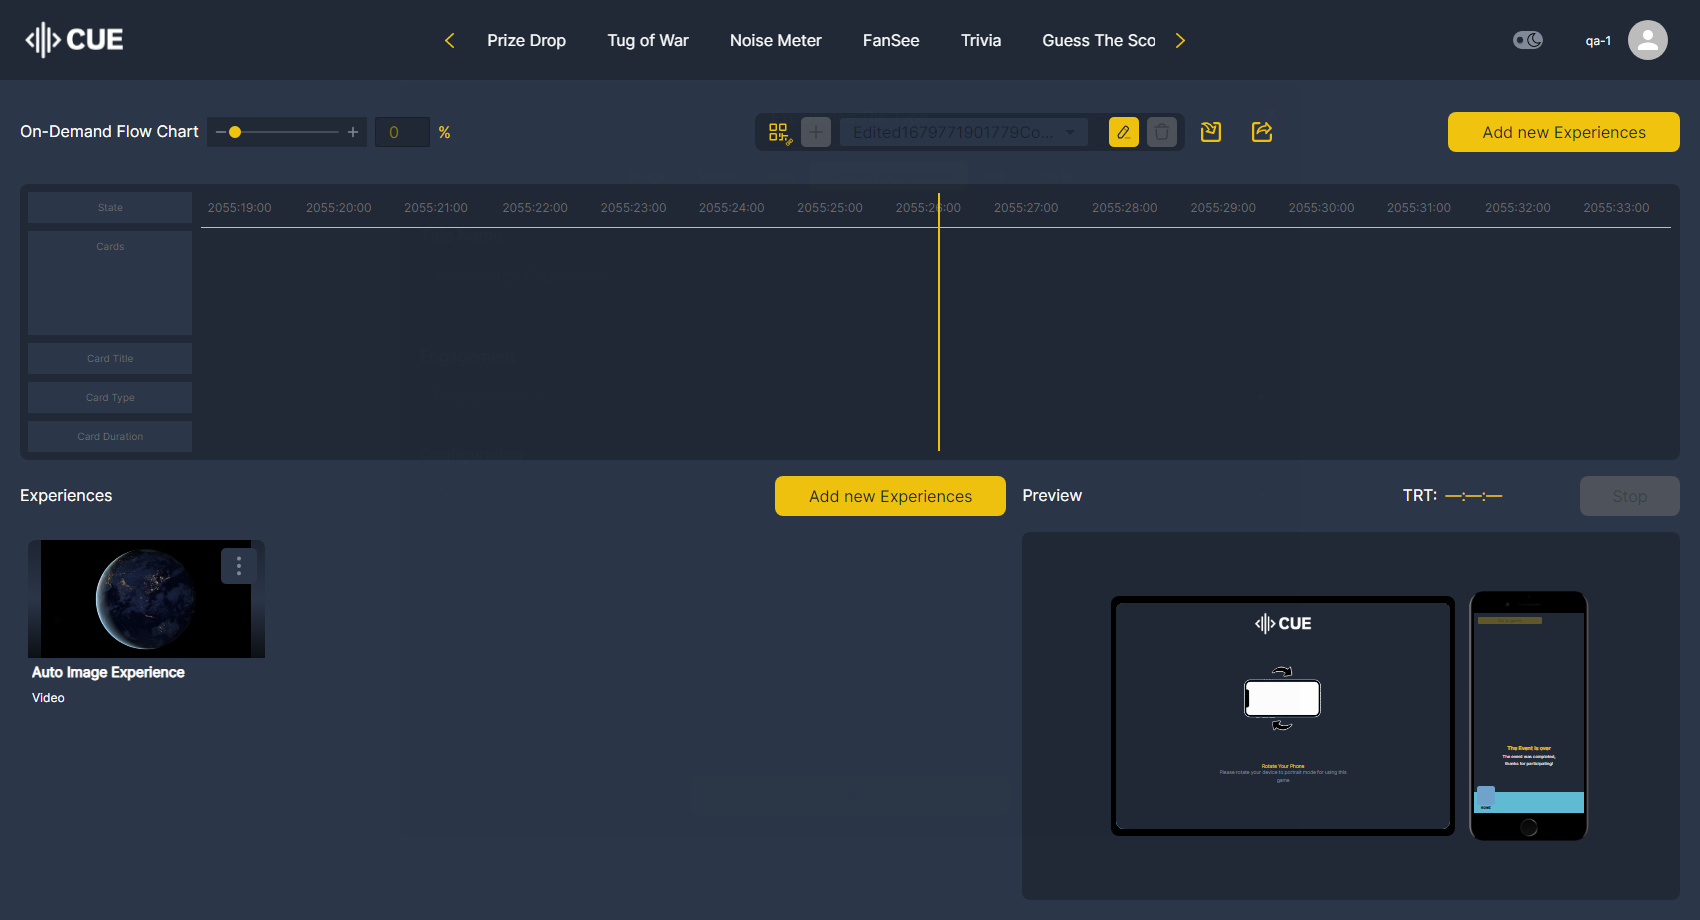 CUE
Prize Drop
Tug of War
Noise Meter
FanSee
Trivia
Guess The Sco
qa-1
On-Demand Flow Chart
0
%
Edited1679771901779Co...
Add new Experiences
State
2055:19:00
2055:20:00
2055:21:00
2055:22:00
2055:23:00
2055:24:00
2055:25:00
2055:26:00
2055:27:00
2055:28:00
2055:29:00
2055:30:00
2055:31:00
2055:32:00
2055:33:00
Cards
Card Title
Card Type
Card Duration
Experiences
Add new Experiences
Preview
TRT: —:—:—
Stop
Auto Image Experience
Video
CUE
Rotate Your Phone
Please rotate your device to portrait mode for using this
game
The Event is over
The event was completed,
thanks for participating!
HOME